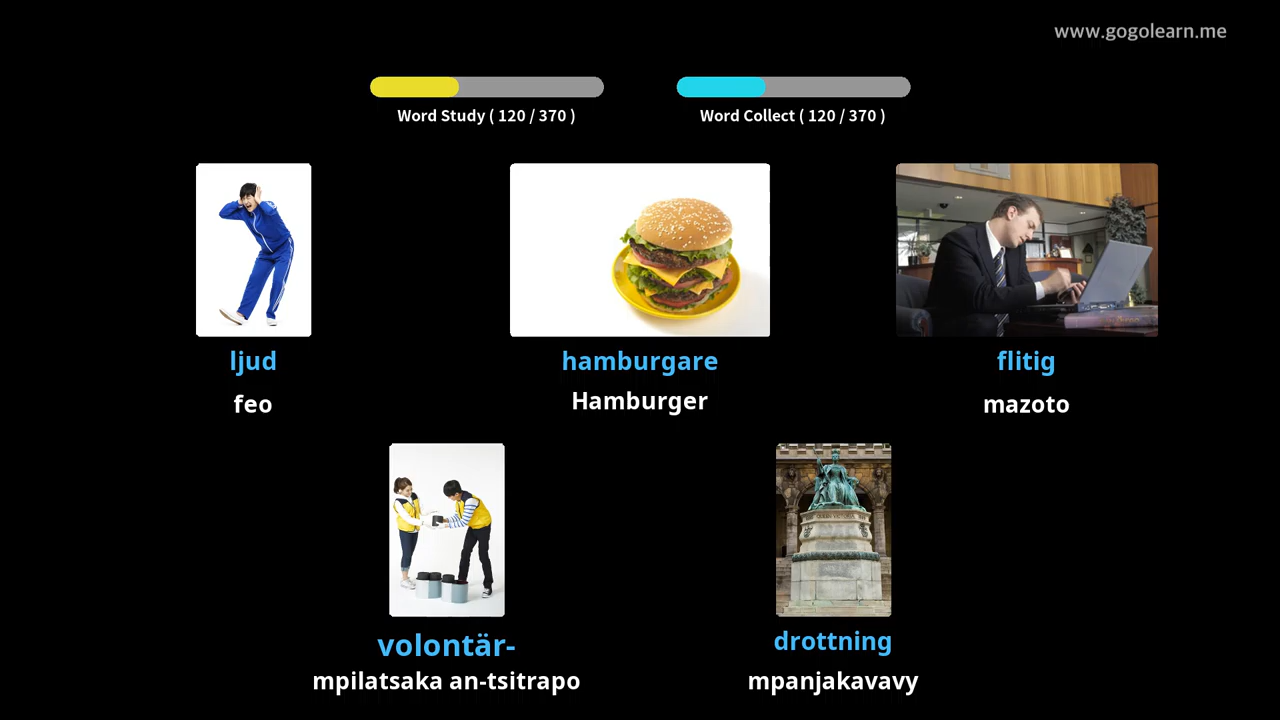 www.gogolearn.me
Word Study ( 120 / 370 )
Word Collect ( 120 / 370 )
ljud
feo
hamburgare
Hamburger
flitig
mazoto
volontär-
mpilatsaka an-tsitrapo
drottning
mpanjakavavy